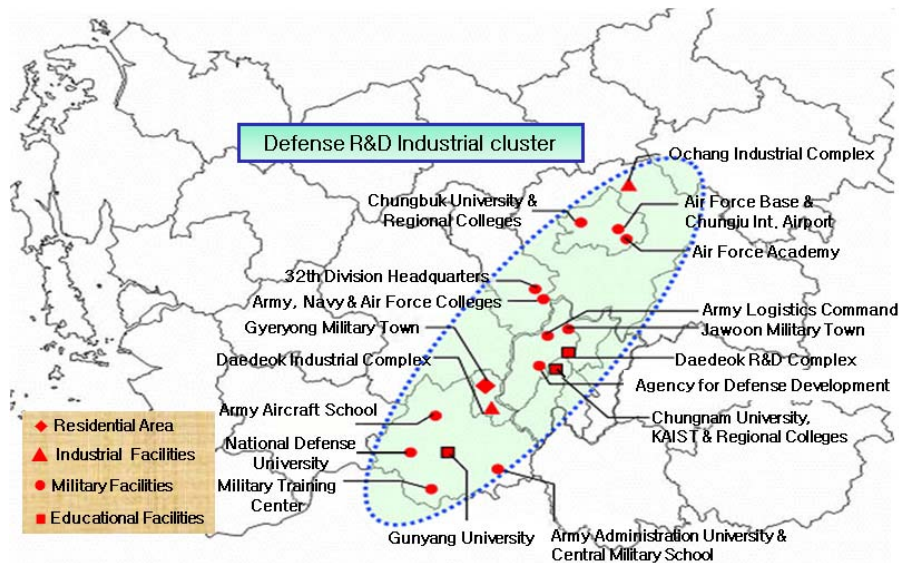 Defense R&D Industrial cluster
Ochang Industrial Complex
Chungbuk University &
Regional Colleges
Air Force Base &
Chungju Int. Airport
Air Force Academy
32th Division Headquarters
Army, Navy & Air Force Colleges
Army Logistics Command
Gyeryong Military Town
Jawoon Military Town
Daedeok Industrial Complex
Daedeok R&D Complex
Agency for Defense Development
Army Aircraft School
Chungnam University,
KAIST & Regional Colleges
Residential Area
Industrial Facilities
Military Facilities
Educational Facilities
National Defense
University
Military Training
Center
Gunyang University
Army Administration University &
Central Military School